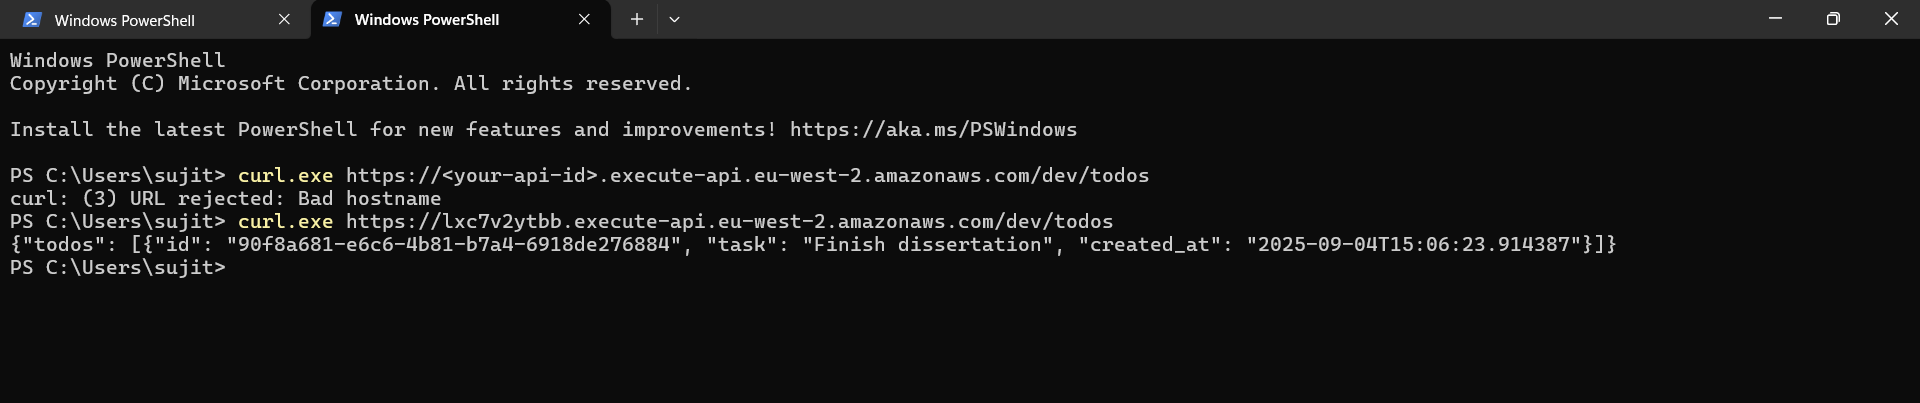 Windows PowerShell
Windows PowerShell
Windows PowerShell
Copyright (C) Microsoft Corporation. All rights reserved.
Install the latest PowerShell for new features and improvements! https://aka.ms/PSWindows
PS C:\Users\sujit> curl.exe https://<your-api-id>.execute-api.eu-west-2.amazonaws.com/dev/todos
curl: (3) URL rejected: Bad hostname
PS C:\Users\sujit> curl.exe https://lxc7v2ytbb.execute-api.eu-west-2.amazonaws.com/dev/todos
{"todos": [{"id": "90f8a681-e6c6-4b81-b7a4-6918de276884", "task": "Finish dissertation", "created_at": "2025-09-04T15:06:23.914387"}]}
PS C:\Users\sujit>